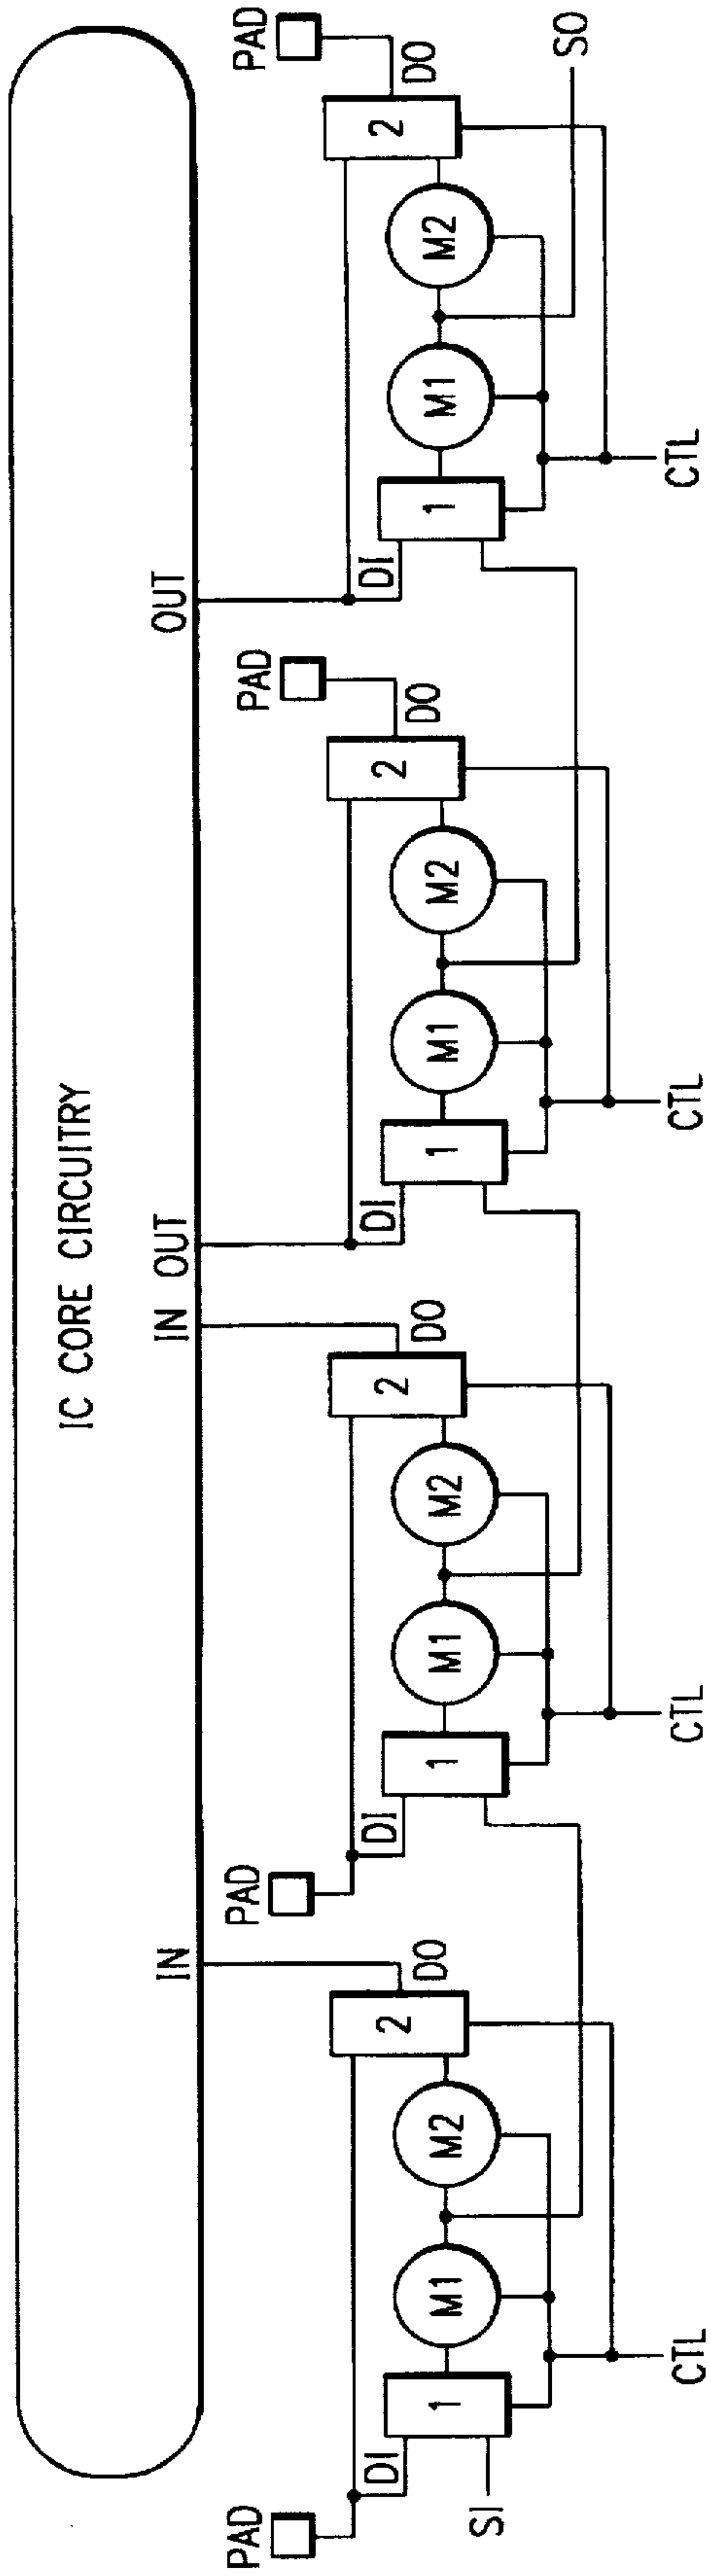 IC CORE CIRCUITRY
IN
IN OUT
OUT
PAD
DI
SI
1
M1
M2
2
DO
CTL
PAD
DI
1
M1
M2
2
DO
CTL
DI
1
M1
M2
2
DO
PAD
CTL
DI
1
M1
M2
2
DO
PAD
CTL
SO